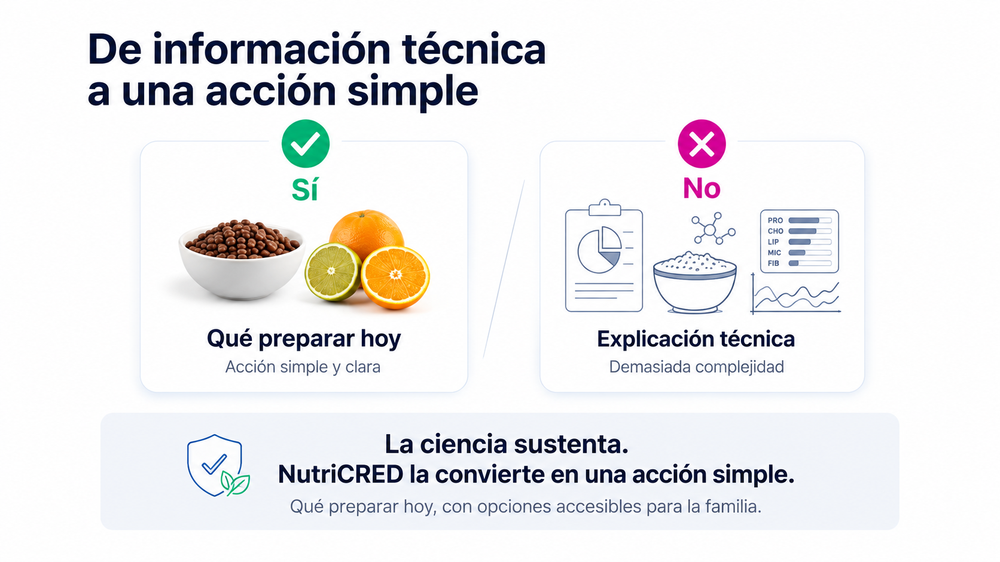 De información técnica
a una acción simple
Sí
Qué preparar hoy
Acción simple y clara
No
PRO
CHO
LIP
MIC
FIB
Explicación técnica
Demasiada complejidad
La ciencia sustenta.
NutriCRED la convierte en una acción simple.
Qué preparar hoy, con opciones accesibles para la familia.